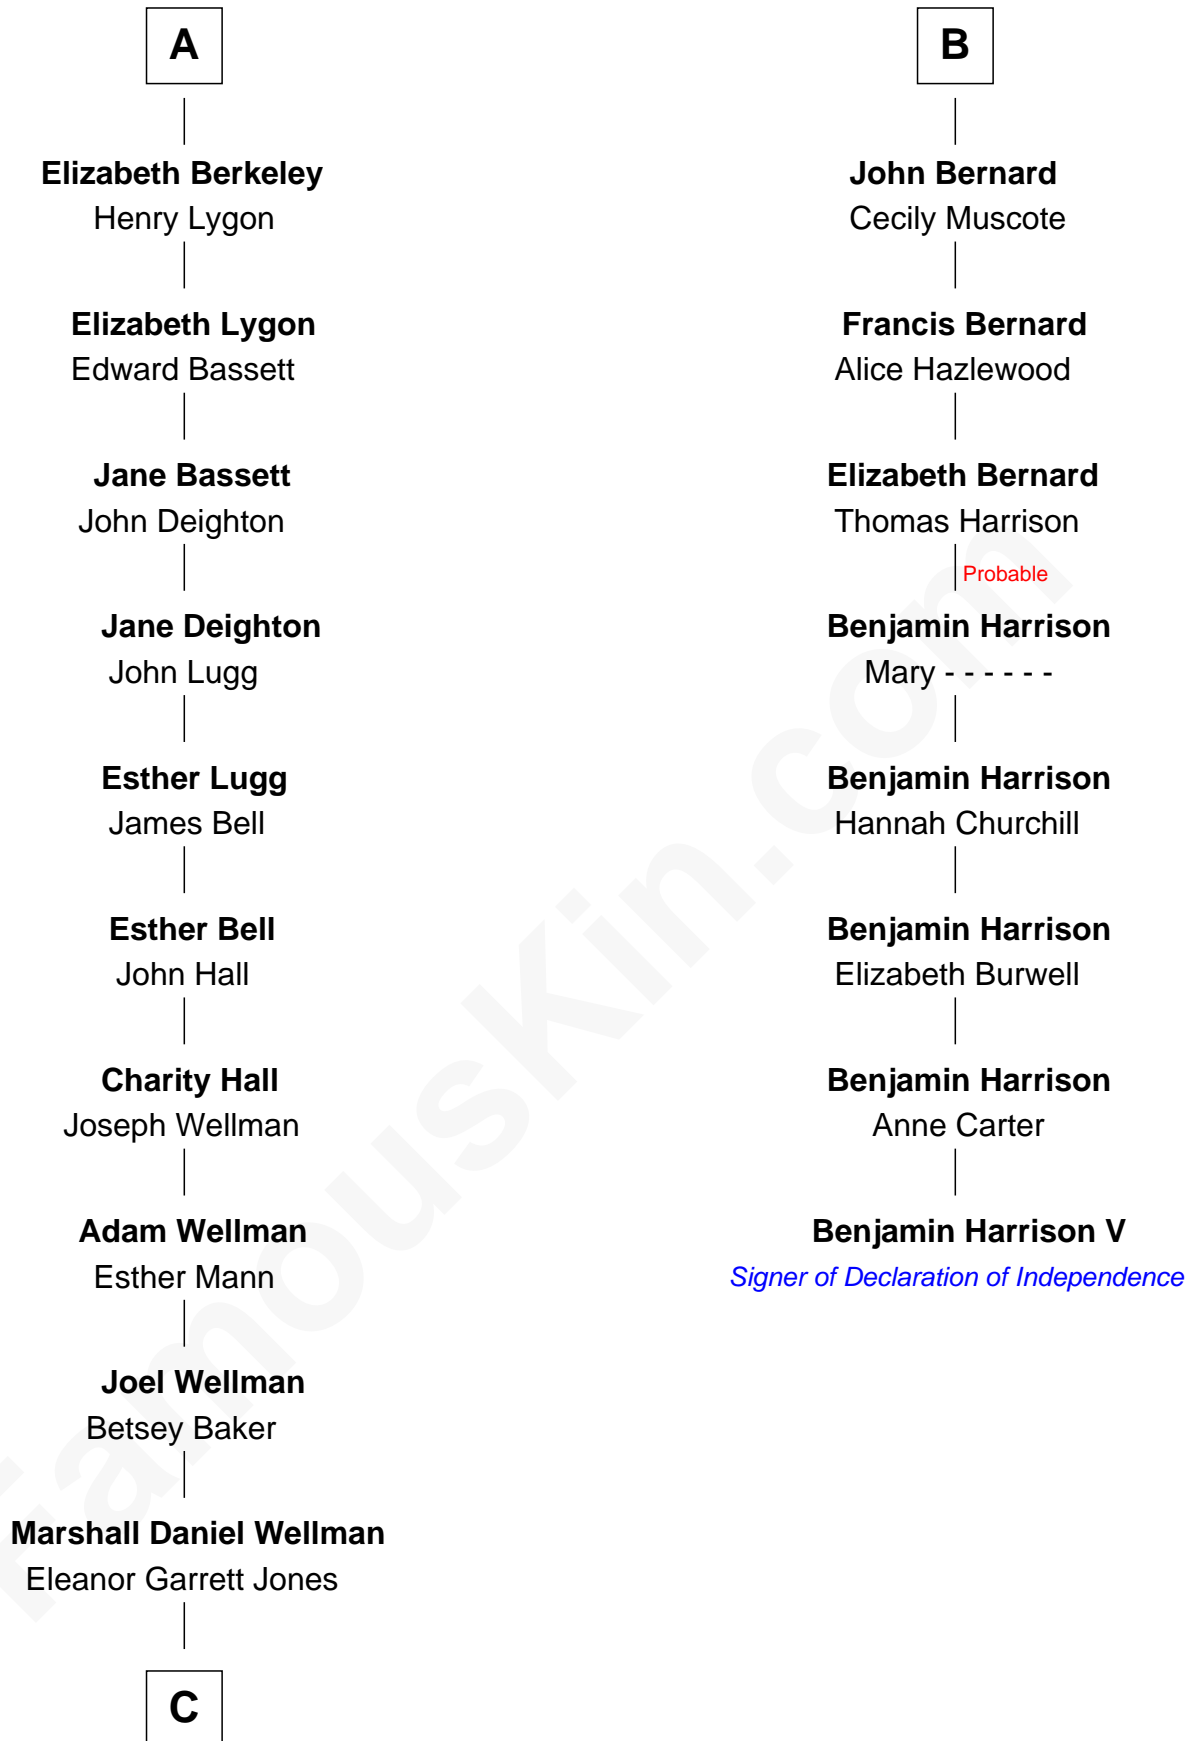 A
Elizabeth Berkeley
Henry Lygon
Elizabeth Lygon
Edward Bassett
Jane Bassett
John Deighton
Jane Deighton
John Lugg
Esther Lugg
James Bell
Esther Bell
John Hall
Charity Hall
Joseph Wellman
Adam Wellman
Esther Mann
Joel Wellman
Betsey Baker
Marshall Daniel Wellman
Eleanor Garrett Jones
C
B
John Bernard
Cecily Muscote
Francis Bernard
Alice Hazlewood
Elizabeth Bernard
Thomas Harrison
Probable
Benjamin Harrison
Mary - - - - - -
Benjamin Harrison
Hannah Churchill
Benjamin Harrison
Elizabeth Burwell
Benjamin Harrison
Anne Carter
Benjamin Harrison V
Signer of Declaration of Independence
FamousKin.com